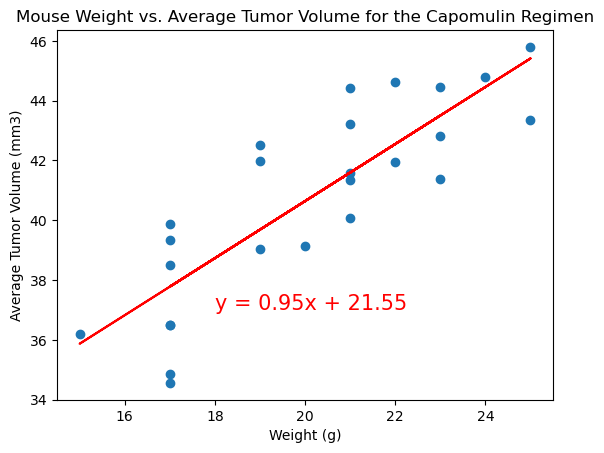 Mouse Weight vs. Average Tumor Volume for the Capomulin Regimen
46
44
42
40
38
36
34
Average Tumor Volume (mm3)
y = 0.95x + 21.55
16 18 20 22 24
Weight (g)